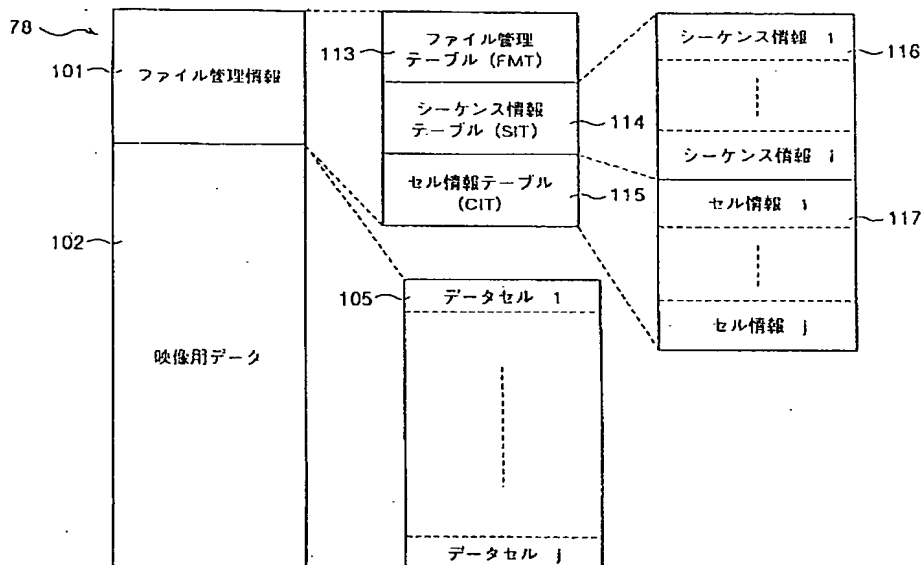 78
101
ファイル管理情報
102
映像用データ
113
ファイル管理
テーブル (FMT)
シーケンス情報
テーブル (SIT)
114
セル情報テーブル
(CIT)
115
シーケンス情報 1
116
シーケンス情報 i
セル情報 1
117
セル情報 j
105
データセル 1
データセル j